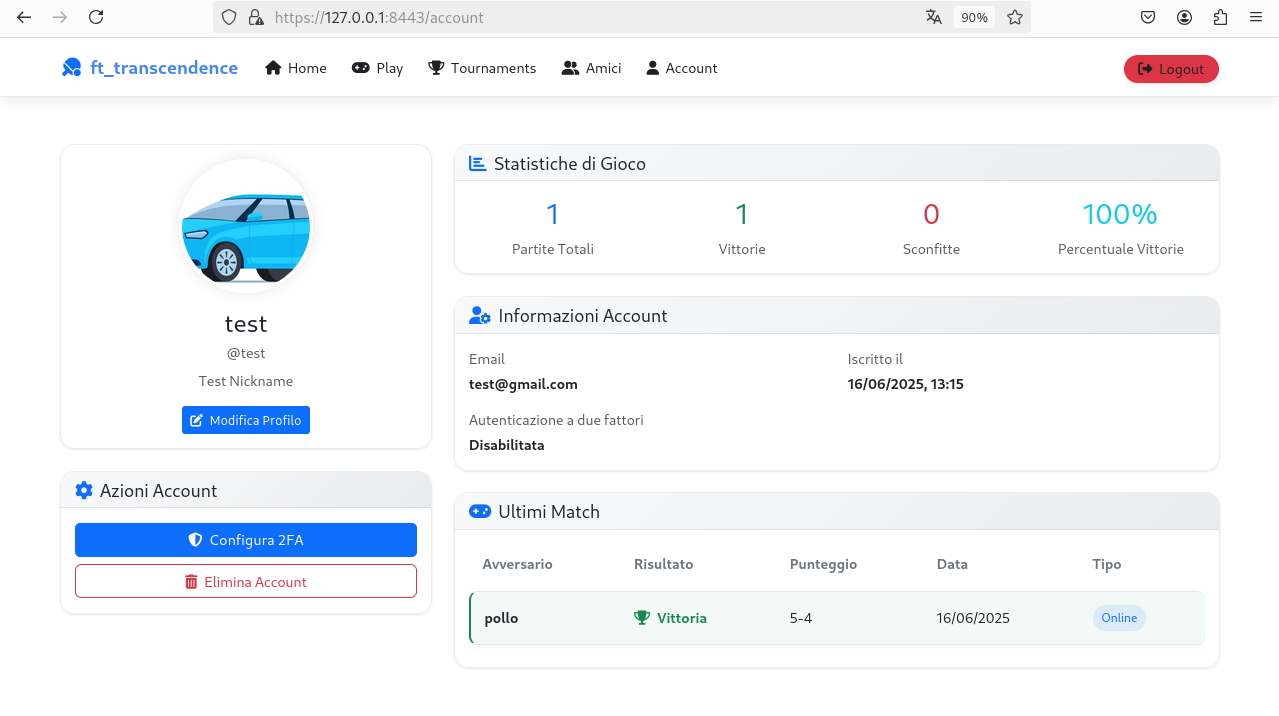 https://127.0.0.1:8443/account
90%
ft_transcendence
Home
Play
Tournaments
Amici
Account
Logout
test
@test
Test Nickname
Modifica Profilo
Azioni Account
Configura 2FA
Elimina Account
Statistiche di Gioco
1
1
0
100%
Partite Totali
Vittorie
Sconfitte
Percentuale Vittorie
Informazioni Account
Email
Iscritto il
test@gmail.com
16/06/2025, 13:15
Autenticazione a due fattori
Disabilitata
Ultimi Match
Avversario Risultato Punteggio Data Tipo
pollo Vittoria 5-4 16/06/2025 Online